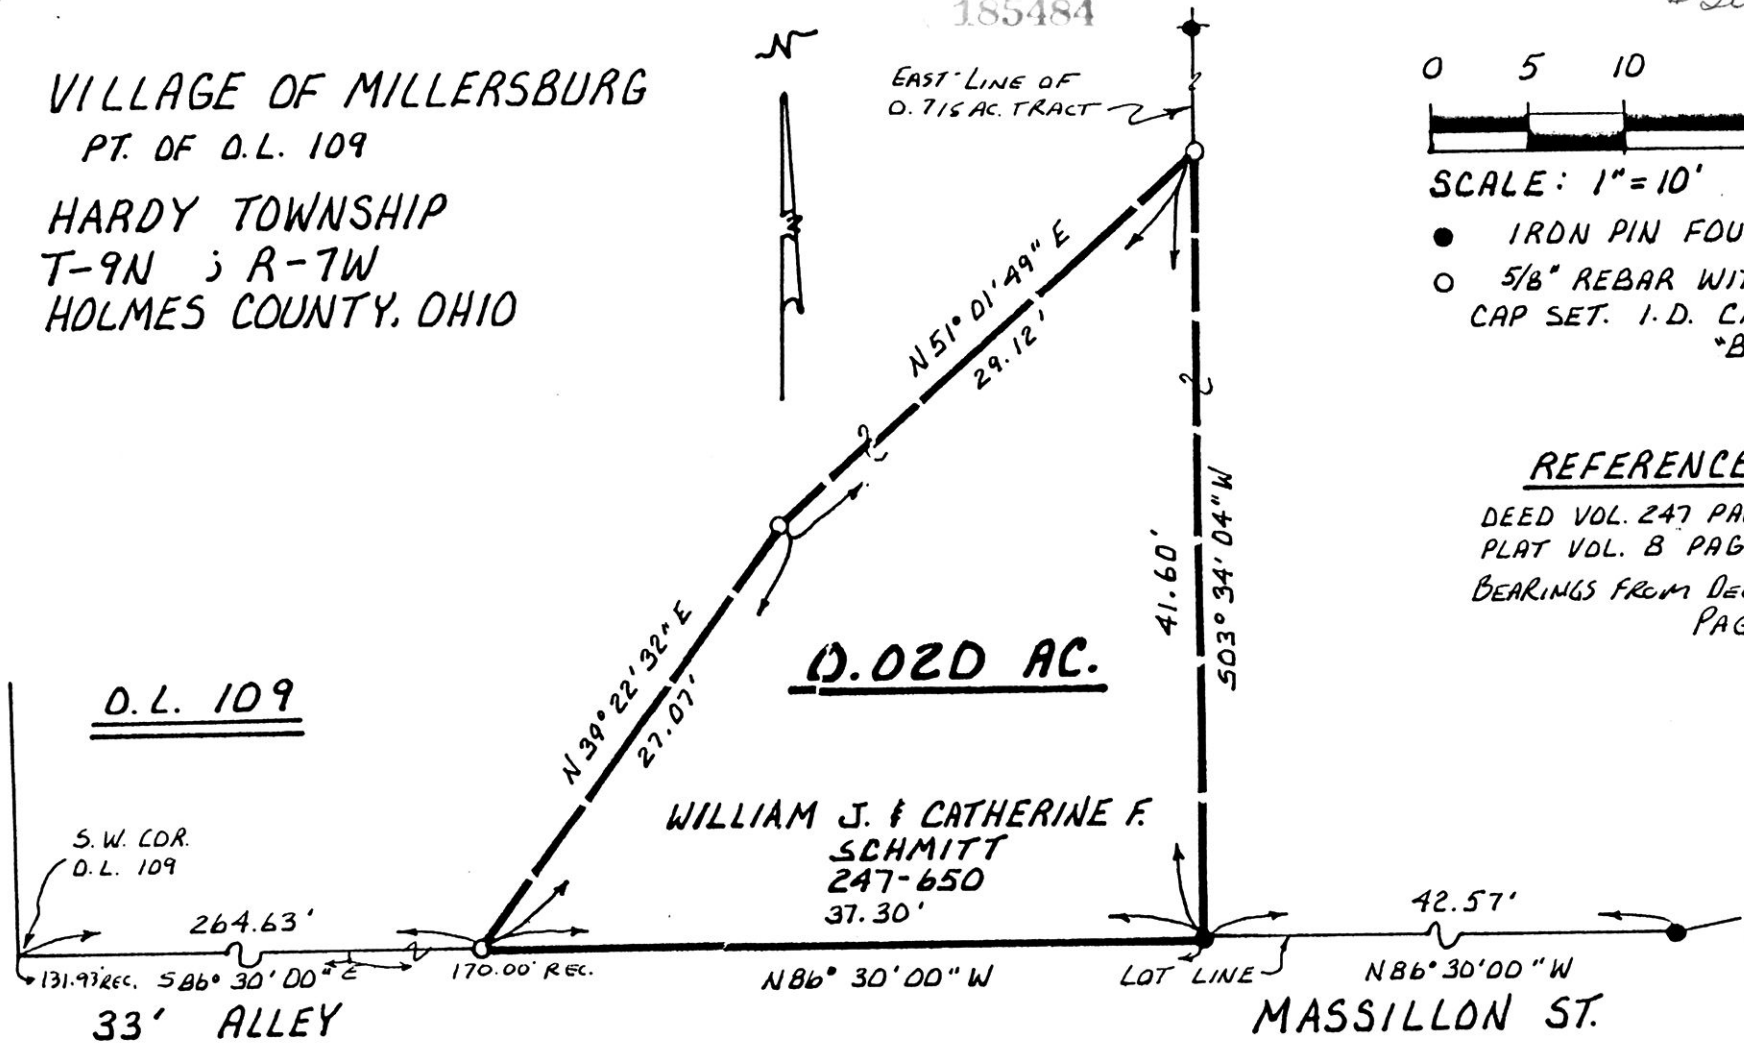 185484
VILLAGE OF MILLERSBURG
PT. OF O.L. 109
HARDY TOWNSHIP
T-9N ; R-7W
HOLMES COUNTY, OHIO
N
EAST LINE OF
0.715 AC. TRACT
0 5 10
SCALE: 1"=10'
IRON PIN FOU
5/8" REBAR WIT
CAP SET. I.D. CA
"B
REFERENCE
DEED VOL. 247 PA
PLAT VOL. 8 PAG
BEARINGS FROM DE
PAG
N 51° 01' 49" E
29.12'
41.60'
S03° 34' 04" W
N 39° 22' 32" E
27.07'
0.020 AC.
O.L. 109
S.W. COR.
O.L. 109
WILLIAM J. & CATHERINE F.
SCHMITT
247-650
37.30'
264.63'
42.57'
131.93' REC. S86° 30' 00" E
170.00' REC.
N86° 30' 00" W
LOT LINE
N86° 30' 00" W
33' ALLEY
MASSILLON ST.